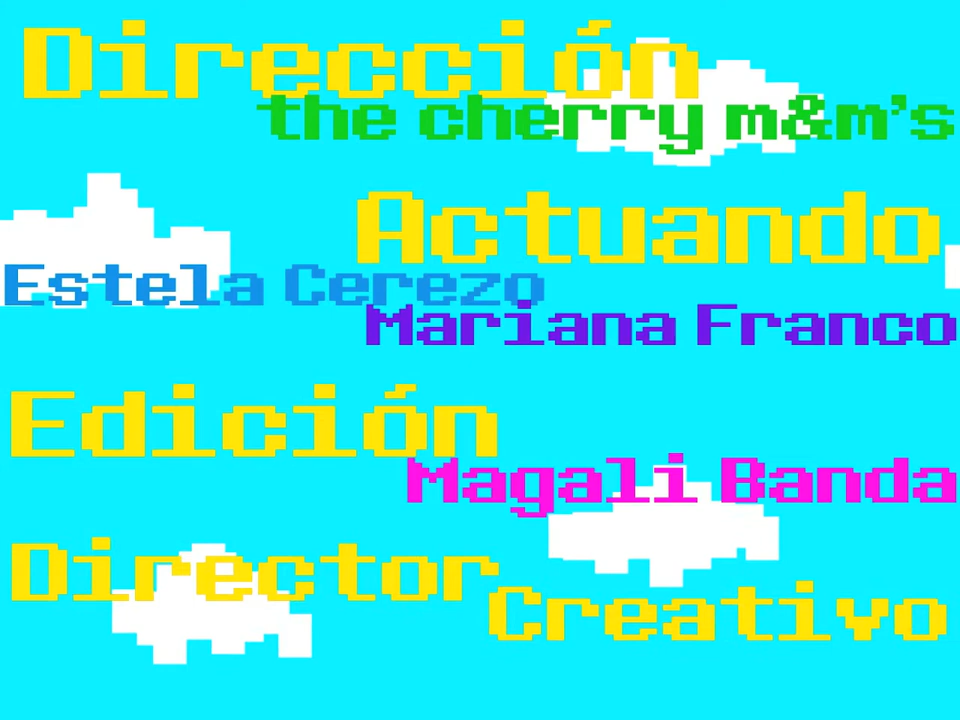 Dirección
the cherry m&m's
Actuando
Estela Cerezo
Mariana Franco
Edición
Magali Banda
Director
Creativo